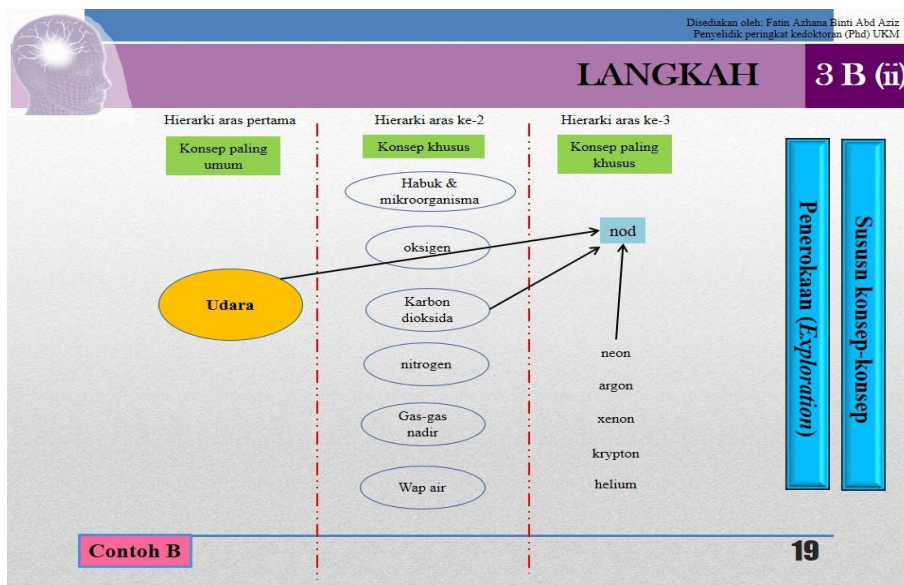 Disediakan oleh: Fatin Azhana Binti Abd Aziz
Penyelidik peringkat kedoktoran (Phd) UKM
LANGKAH
3 B (ii)
Hierarki aras pertama
Hierarki aras ke-2
Hierarki aras ke-3
Konsep paling
umum
Konsep khusus
Konsep paling
khusus
Habuk &
mikroorganisma
nod
oksigen
Udara
Karbon
dioksida
neon
nitrogen
argon
Gas-gas
nadir
xenon
krypton
Wap air
helium
Penerokaan (Exploration)
Sususn konsep-konsep
Contoh B
19